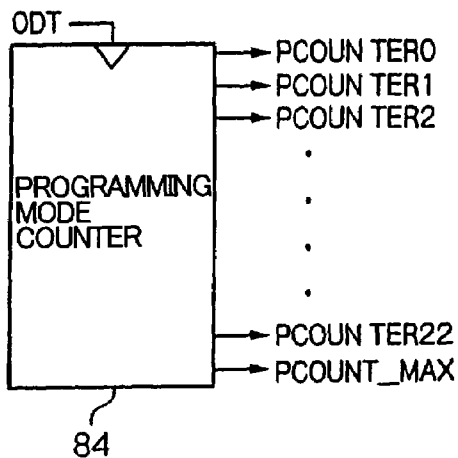 ODT
PCOUN TER0
PCOUN TER1
PCOUN TER2
PROGRAMMING
MODE
COUNTER
PCOUN TER22
PCOUNT_MAX
84